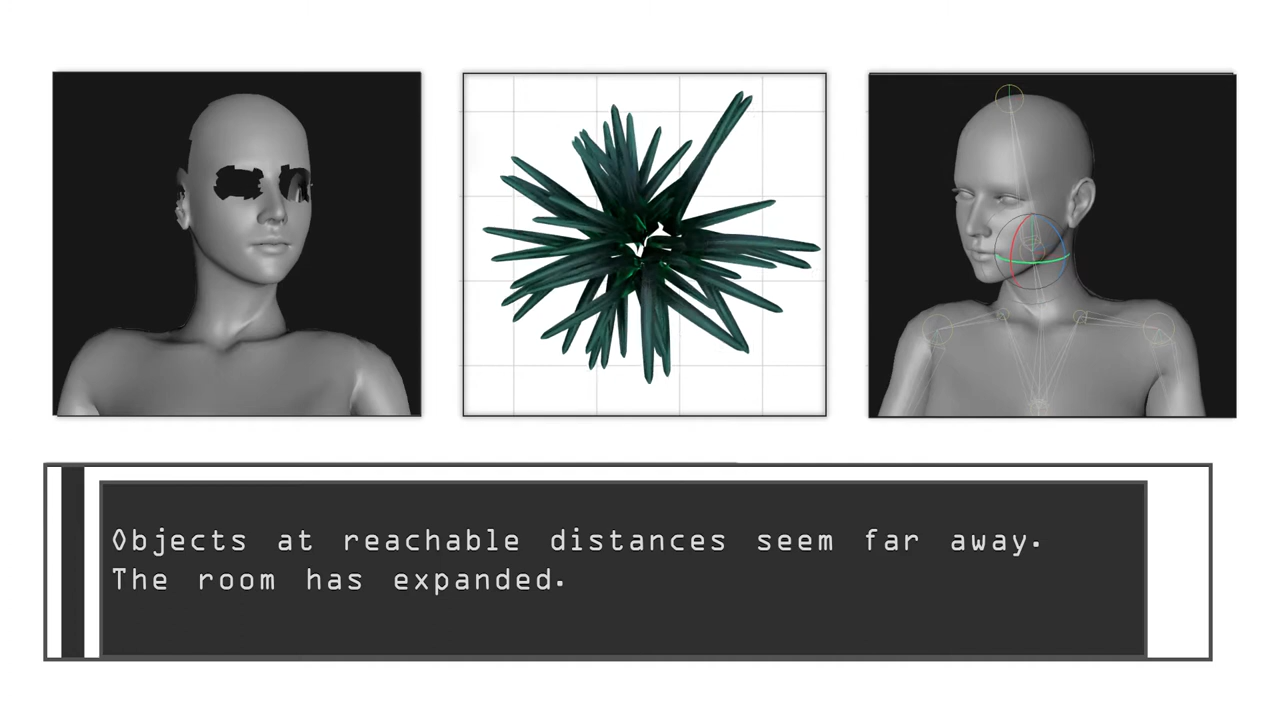 Objects at reachable distances seem far away.
The room has expanded.